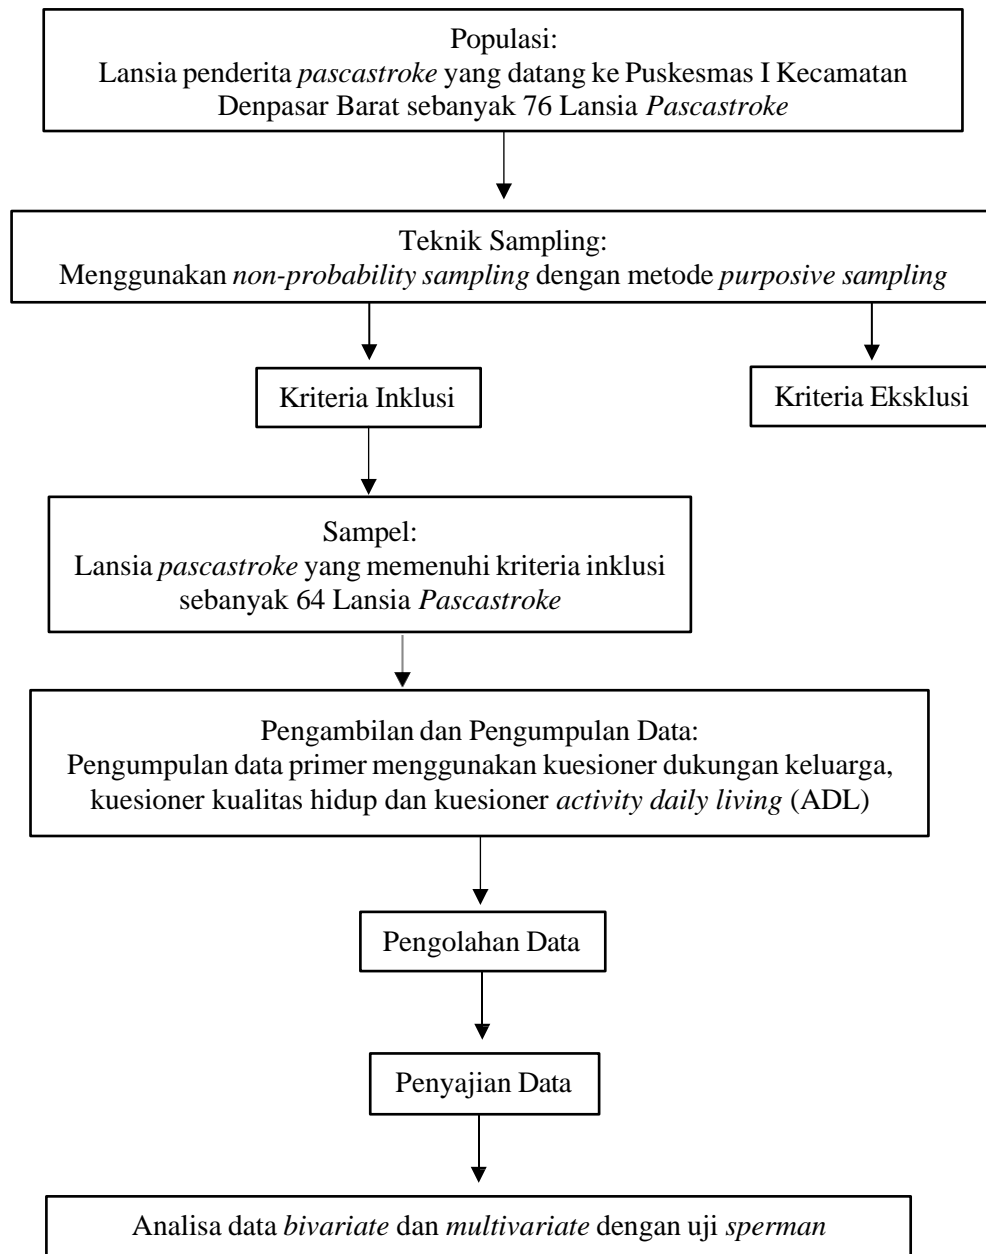 Populasi:
Lansia penderita pascastroke yang datang ke Puskesmas I Kecamatan
Denpasar Barat sebanyak 76 Lansia Pascastroke
Teknik Sampling:
Menggunakan non-probability sampling dengan metode purposive sampling
Kriteria Inklusi
Kriteria Eksklusi
Sampel:
Lansia pascastroke yang memenuhi kriteria inklusi
sebanyak 64 Lansia Pascastroke
Pengambilan dan Pengumpulan Data:
Pengumpulan data primer menggunakan kuesioner dukungan keluarga,
kuesioner kualitas hidup dan kuesioner activity daily living (ADL)
Pengolahan Data
Penyajian Data
Analisa data bivariate dan multivariate dengan uji sperman